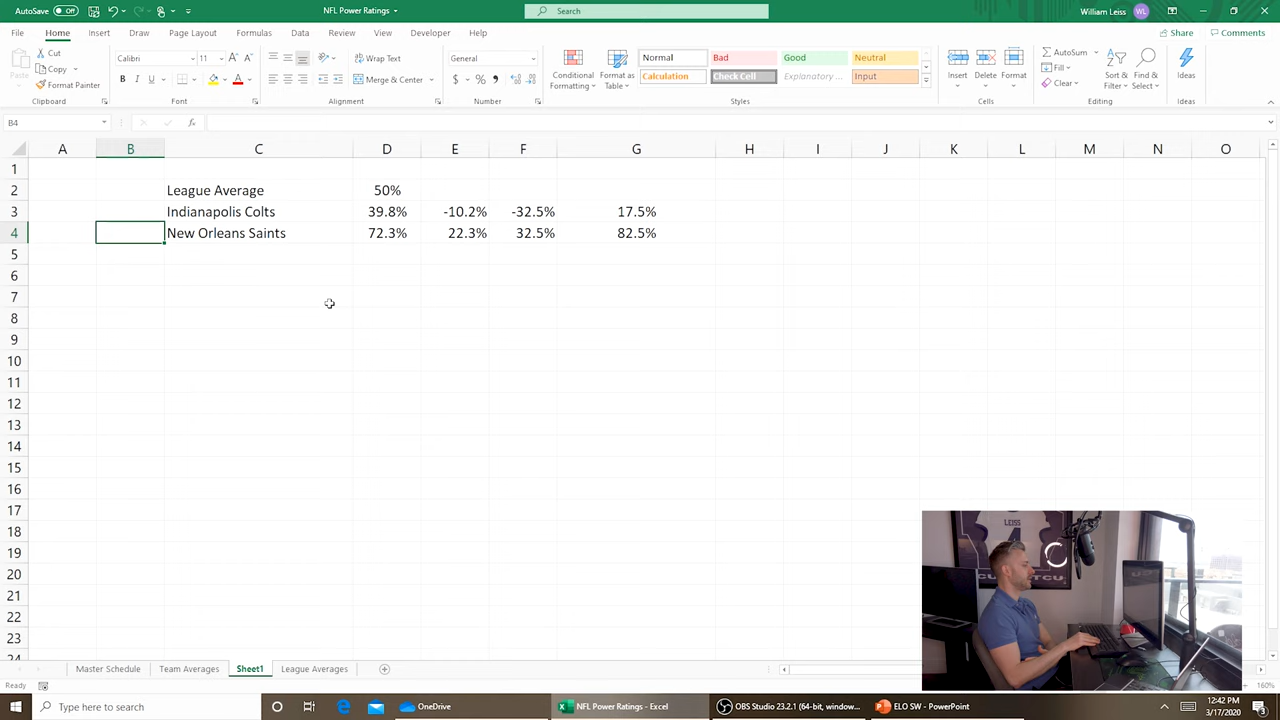 AutoSave Off NFL Power Ratings Search William Leiss WL
File Home Insert Draw Page Layout Formulas Data Review View Developer Help Share Comments
Paste Cut Copy Format Painter Clipboard
Calibri 11 A A B I U A Font
Wrap Text Merge & Center Alignment
General $ % Number
Conditional Formatting Format as Table
Normal Bad Good Neutral
Calculation Check Cell Explanatory ... Input
Styles
Insert Delete Format Cells
AutoSum Fill Clear Sort & Filter Find & Select Editing
Ideas Ideas
B4 fx
A B C D E F G H I J K L M N O
1
2 League Average 50%
3 Indianapolis Colts 39.8% -10.2% -32.5% 17.5%
4 New Orleans Saints 72.3% 22.3% 32.5% 82.5%
5
6
7
8
9
10
11
12
13
14
15
16
17
18
19
20
21
22
23
24
LEISS
Master Schedule Team Averages Sheet1 League Averages
Ready 160%
Type here to search OneDrive NFL Power Ratings - Excel OBS Studio 23.2.1 (64-bit, window... ELO SW - PowerPoint 12:42 PM
3/17/2020